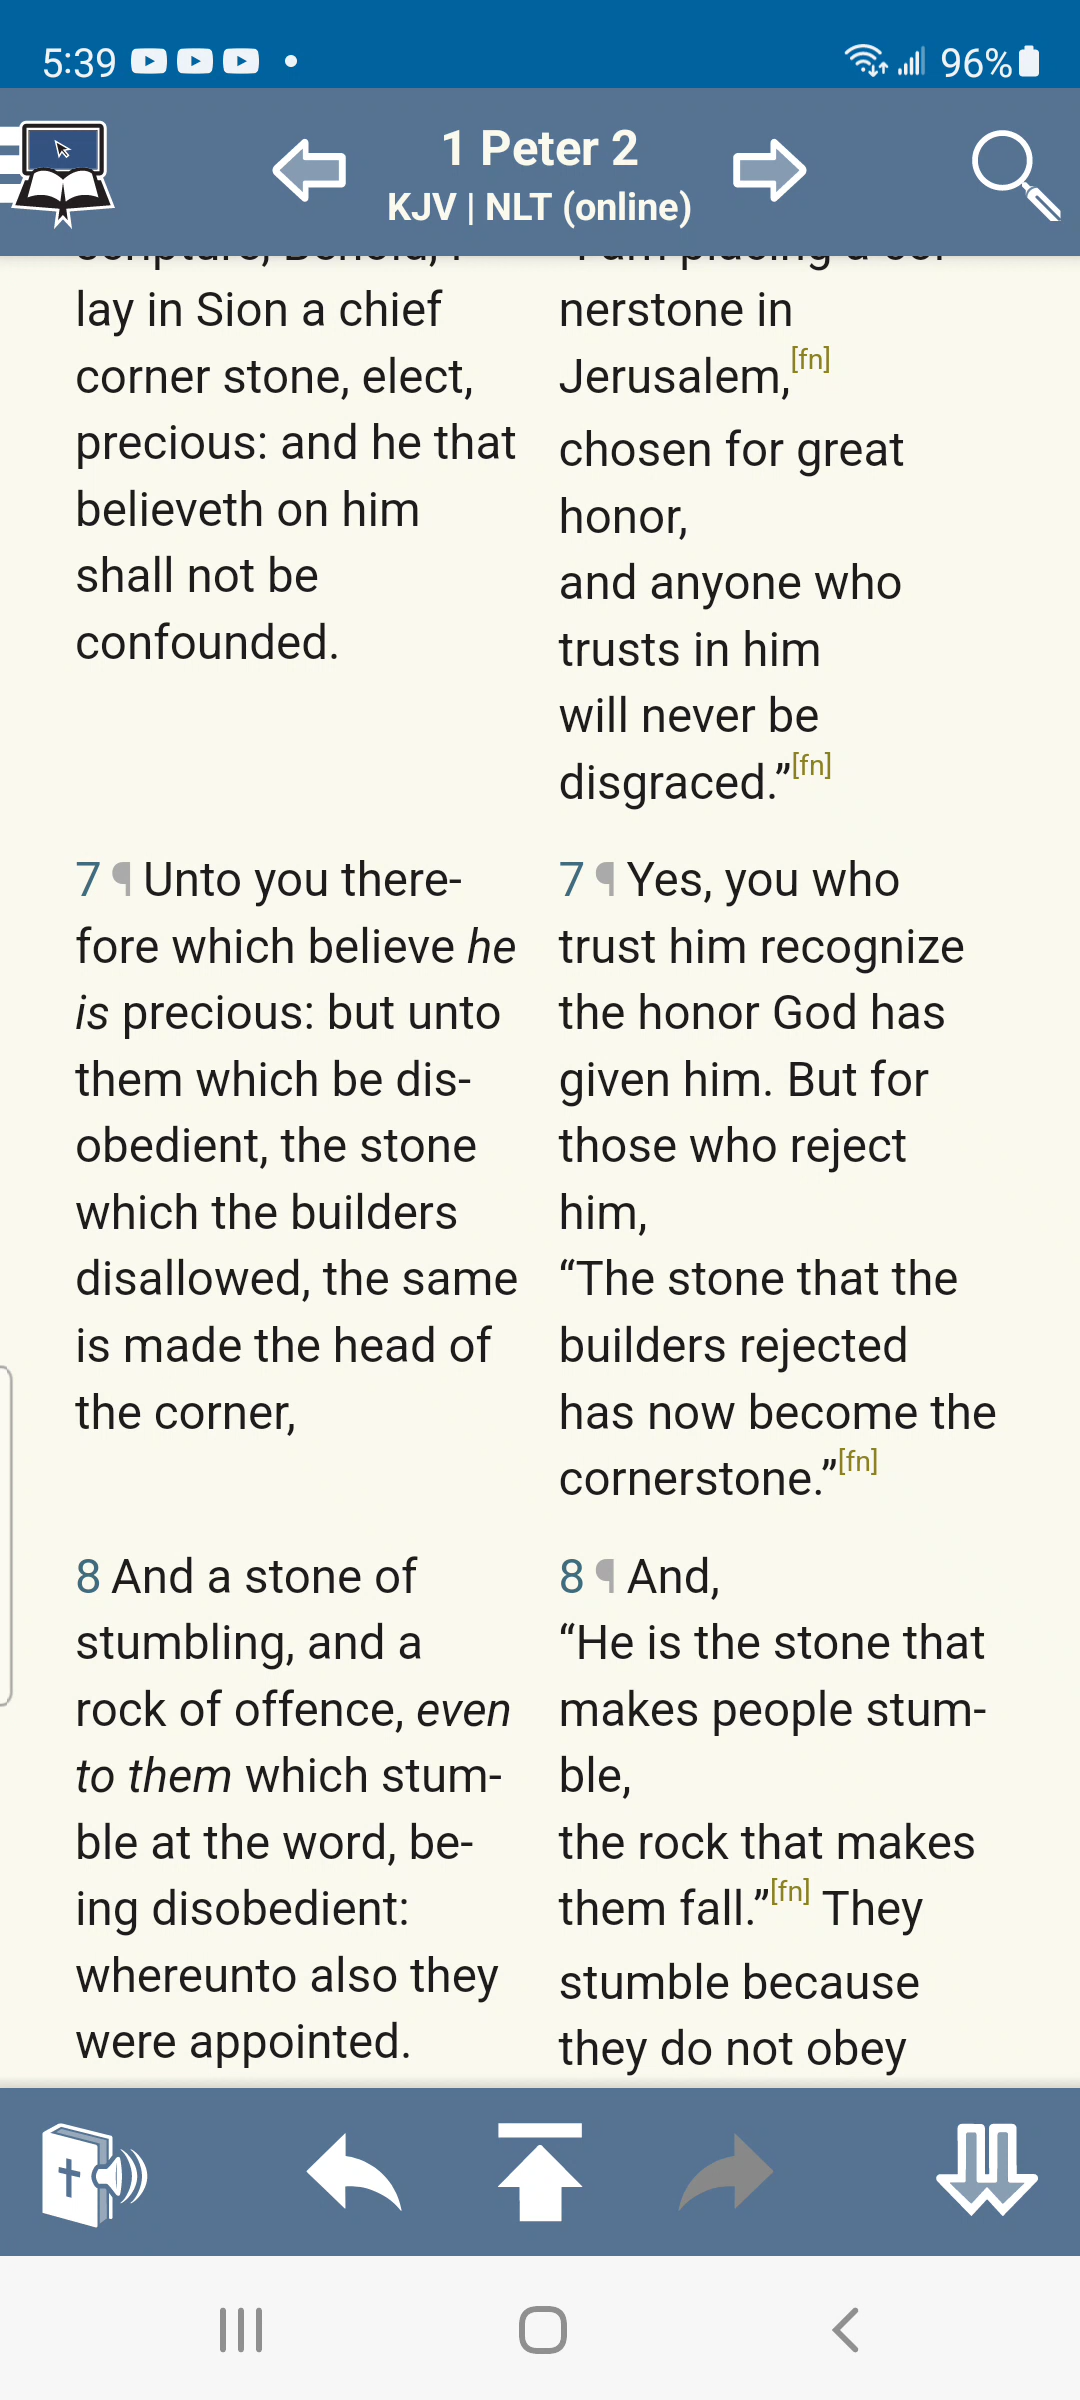 5:39
96%
1 Peter 2
KJV | NLT (online)
lay in Sion a chief
corner stone, elect,
precious: and he that
believeth on him
shall not be
confounded.
nerstone in
Jerusalem,[fn]
chosen for great
honor,
and anyone who
trusts in him
will never be
disgraced.”[fn]
7 ¶ Unto you there-
fore which believe he
is precious: but unto
them which be dis-
obedient, the stone
which the builders
disallowed, the same
is made the head of
the corner,
7 ¶ Yes, you who
trust him recognize
the honor God has
given him. But for
those who reject
him,
“The stone that the
builders rejected
has now become the
cornerstone.”[fn]
8 And a stone of
stumbling, and a
rock of offence, even
to them which stum-
ble at the word, be-
ing disobedient:
whereunto also they
were appointed.
8 ¶ And,
“He is the stone that
makes people stum-
ble,
the rock that makes
them fall.”[fn] They
stumble because
they do not obey